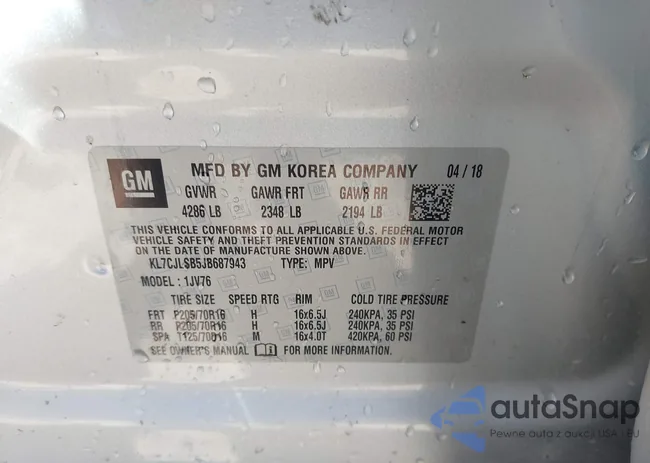 GM MFD BY GM KOREA COMPANY 04 / 18
GVWR GAWR FRT GAWR RR
4286 LB 2348 LB 2194 LB
THIS VEHICLE CONFORMS TO ALL APPLICABLE U.S. FEDERAL MOTOR
VEHICLE SAFETY AND THEFT PREVENTION STANDARDS IN
EFFECT ON THE DATE OF MANUFACTURE SHOWN ABOVE.
KL7CJLSB5JB687943 TYPE: MPV
MODEL : 1JV76
TIRE SIZE SPEED RTG RIM COLD TIRE PRESSURE
FRT P205/70R16 H 16x6.5J 240KPA, 35 PSI
RR P205/70R16 H 16x6.5J 240KPA, 35 PSI
SPA T125/70D16 M 16x4.0T 420KPA, 60 PSI
SEE OWNER'S MANUAL FOR MORE INFORMATION.
autoSnap
Pewne auta z aukcji USA i EU